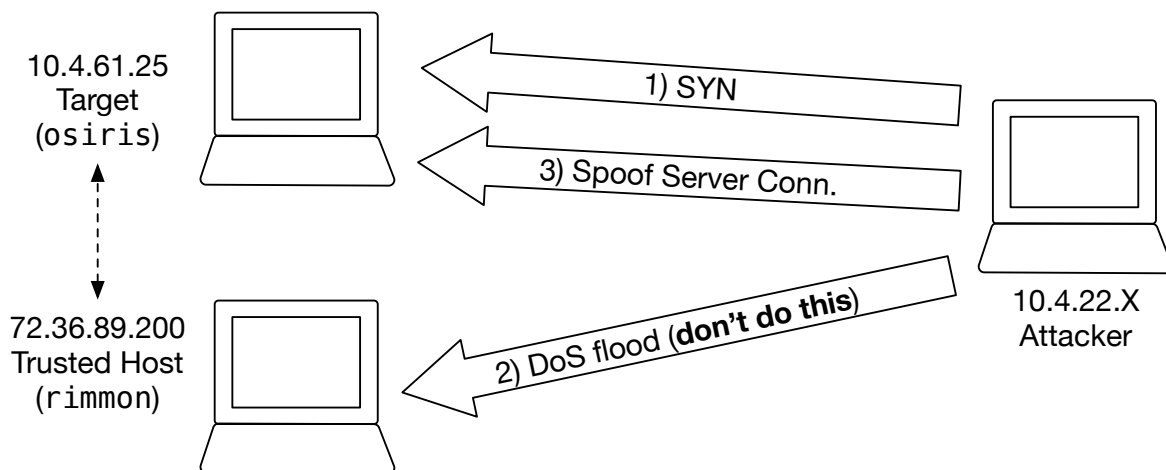 10.4.61.25
Target
(osiris)
1) SYN
3) Spoof Server Conn.
72.36.89.200
Trusted Host
(rimmon)
2) DoS flood (don't do this)
10.4.22.X
Attacker